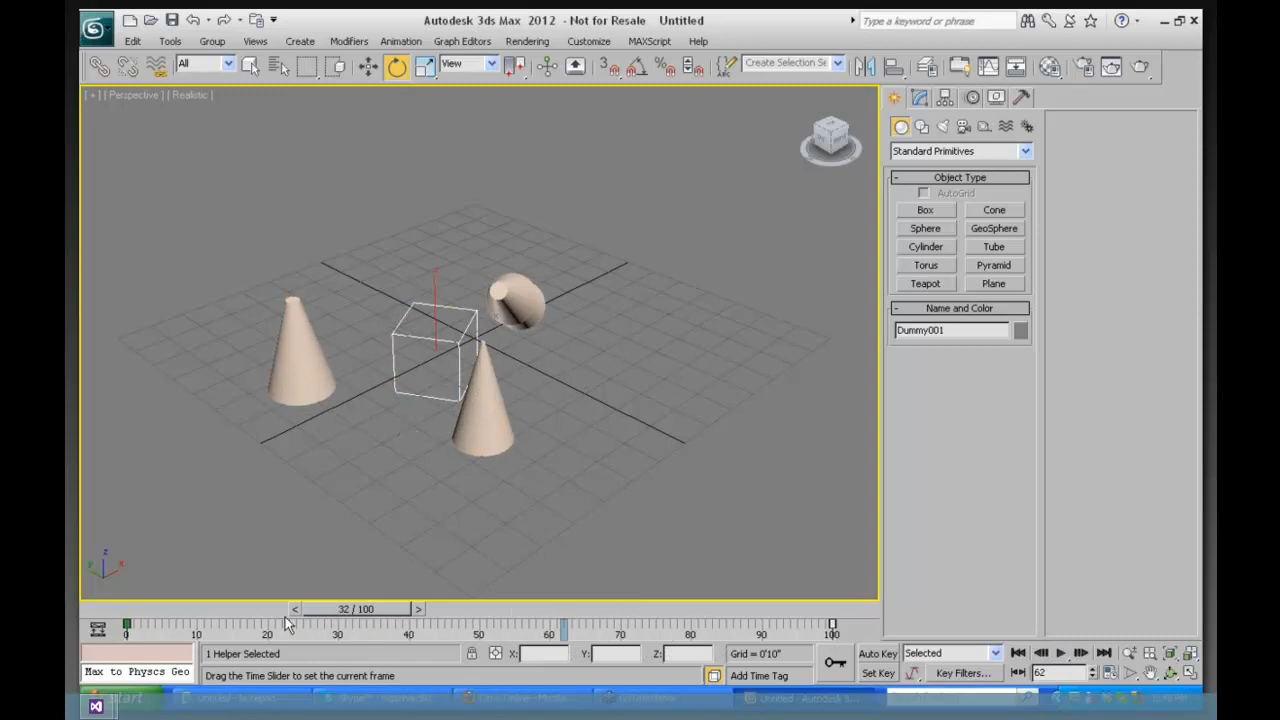 Autodesk 3ds Max 2012 - Not for Resale Untitled
Type a keyword or phrase
Edit Tools Group Views Create Modifiers Animation Graph Editors Rendering Customize MAXScript Help
All View Create Selection Se
[ + ] [ Perspective ] [ Realistic ]
Standard Primitives
- Object Type
AutoGrid
Box Cone
Sphere GeoSphere
Cylinder Tube
Torus Pyramid
Teapot Plane
- Name and Color
Dummy001
z
y x
< 32 / 100 >
0 10 20 30 40 50 60 70 80 90 100
1 Helper Selected X: Y: Z: Grid = 0'10" Auto Key Selected
Max to Physics Geo Drag the Time Slider to set the current frame Add Time Tag Set Key Key Filters... 62
start